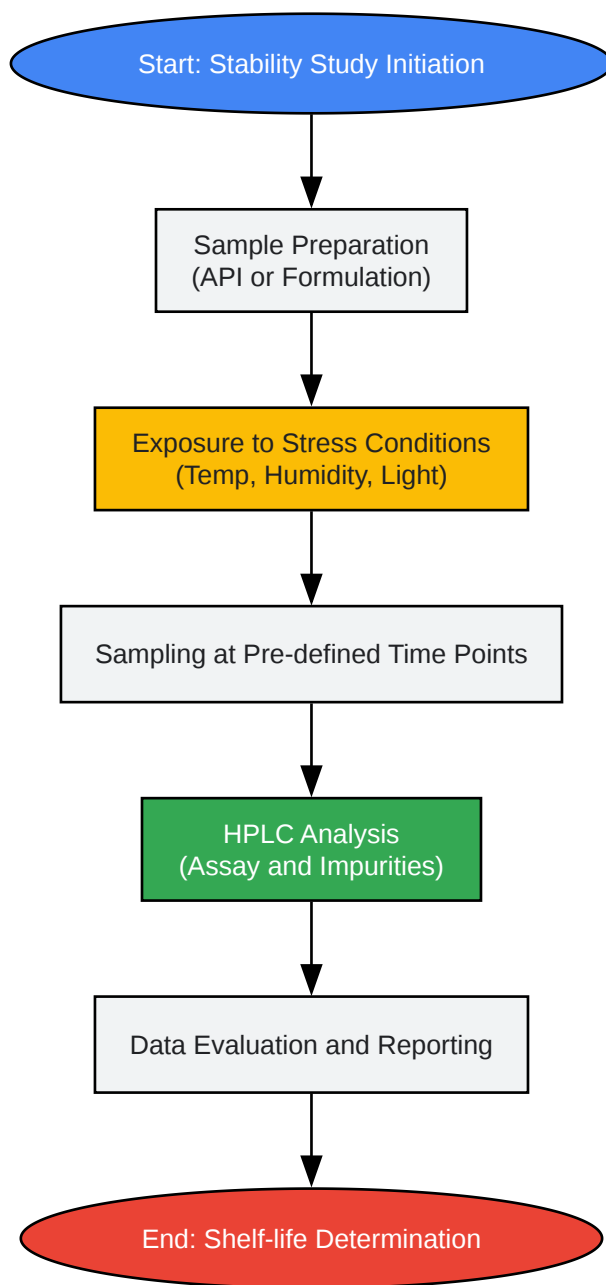 Start: Stability Study Initiation
Sample Preparation
(API or Formulation)
Exposure to Stress Conditions
(Temp, Humidity, Light)
Sampling at Pre-defined Time Points
HPLC Analysis
(Assay and Impurities)
Data Evaluation and Reporting
End: Shelf-life Determination